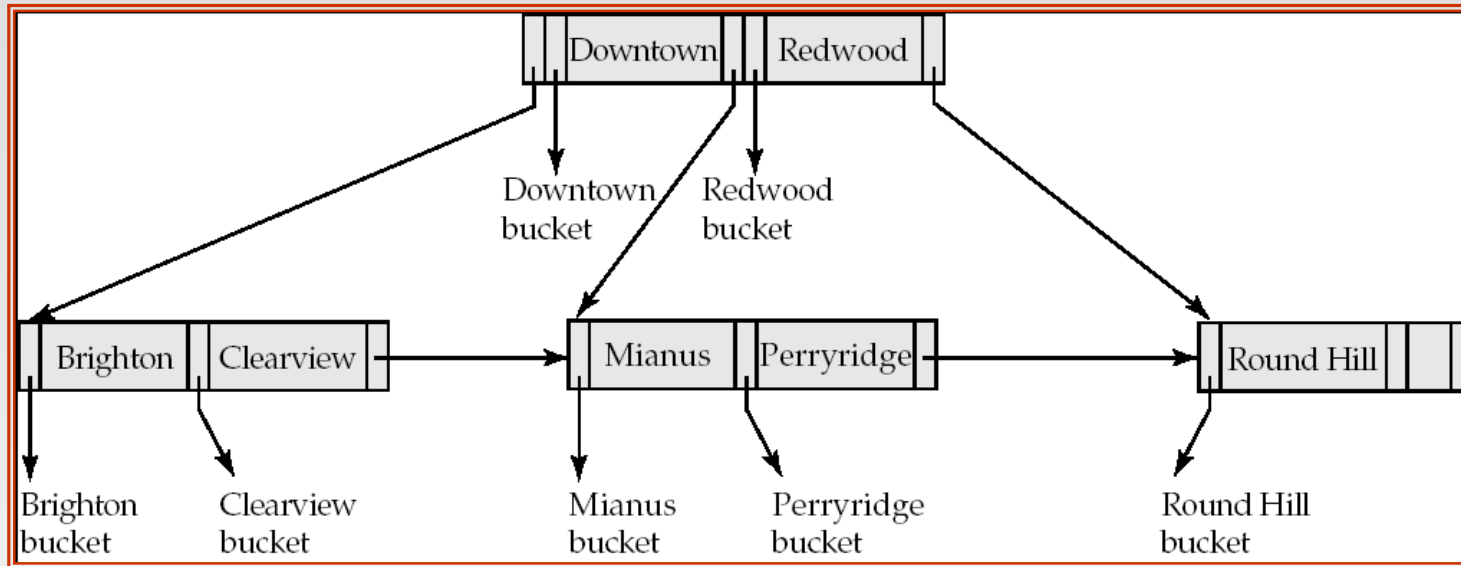 Downtown Redwood
Downtown
bucket
Redwood
bucket
Brighton Clearview
Mianus Perryridge
Round Hill
Brighton
bucket
Clearview
bucket
Mianus
bucket
Perryridge
bucket
Round Hill
bucket